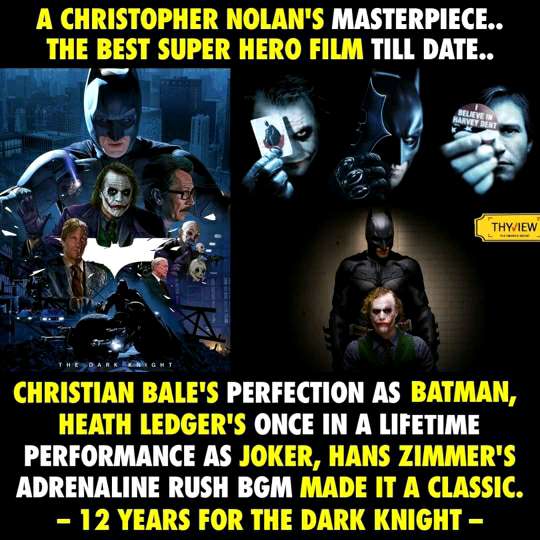 A CHRISTOPHER NOLAN'S MASTERPIECE..
THE BEST SUPER HERO FILM TILL DATE..
I
BELIEVE IN
HARVEY DENT
THYVIEW
THE DARK KNIGHT
CHRISTIAN BALE'S PERFECTION AS BATMAN,
HEATH LEDGER'S ONCE IN A LIFETIME
PERFORMANCE AS JOKER, HANS ZIMMER'S
ADRENALINE RUSH BGM MADE IT A CLASSIC.
– 12 YEARS FOR THE DARK KNIGHT –